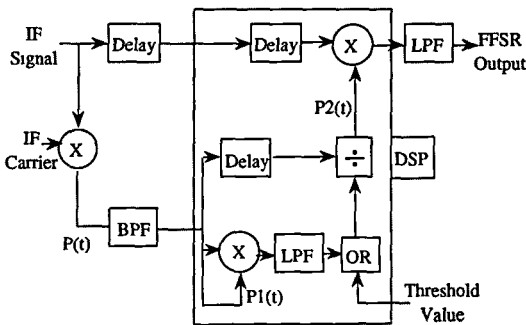 IF
Signal
Delay
Delay
X
LPF
FFSR
Output
P2(t)
IF
Carrier
X
Delay
÷
DSP
P(t)
BPF
X
LPF
OR
P1(t)
Threshold
Value